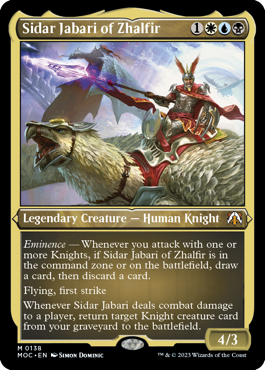 Sidar Jabari of Zhalfir 1
Legendary Creature — Human Knight
Eminence — Whenever you attack with one or
more Knights, if Sidar Jabari of Zhalfir is in
the command zone or on the battlefield, draw
a card, then discard a card.
Flying, first strike
Whenever Sidar Jabari deals combat damage
to a player, return target Knight creature card
from your graveyard to the battlefield.
4/3
M 0138
MOC • EN SIMON DOMINIC ™ & © 2023 Wizards of the Coast